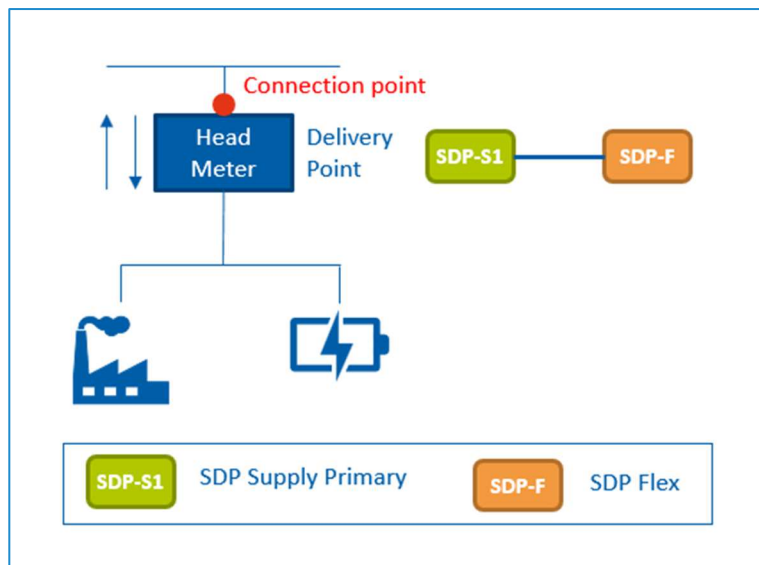 Connection point
Head
Meter
Delivery
Point
SDP-S1
SDP-F
SDP-S1
SDP Supply Primary
SDP-F
SDP Flex